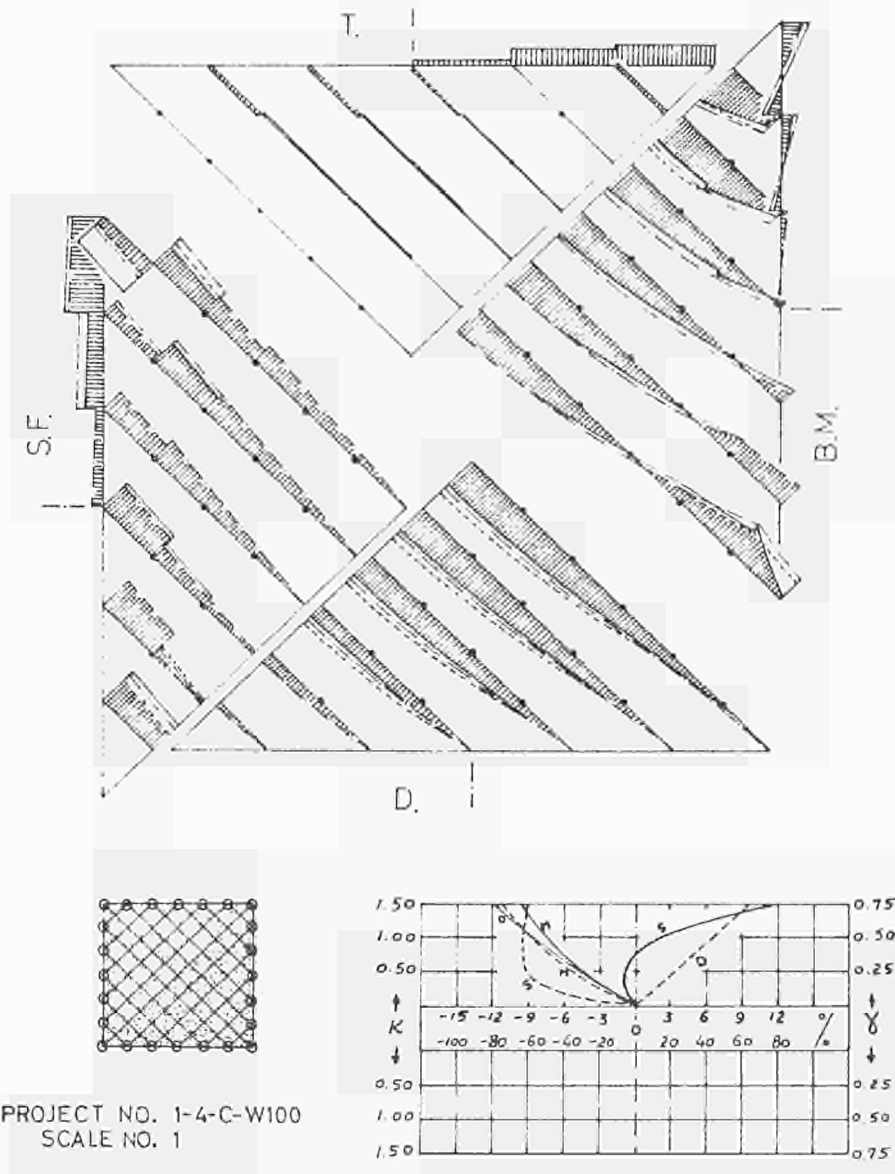 T.
S.F.
B.M.
D.
1.50 0.75
1.00 0.50
0.50 0.25
D M S
S M D
K -15 -12 -9 -6 -3 0 3 6 9 12 % γ
-100 -80 -60 -40 -20 20 40 60 80
0.50 0.25
1.00 0.50
1.50 0.75
PROJECT NO. 1-4-C-W100
SCALE NO. 1